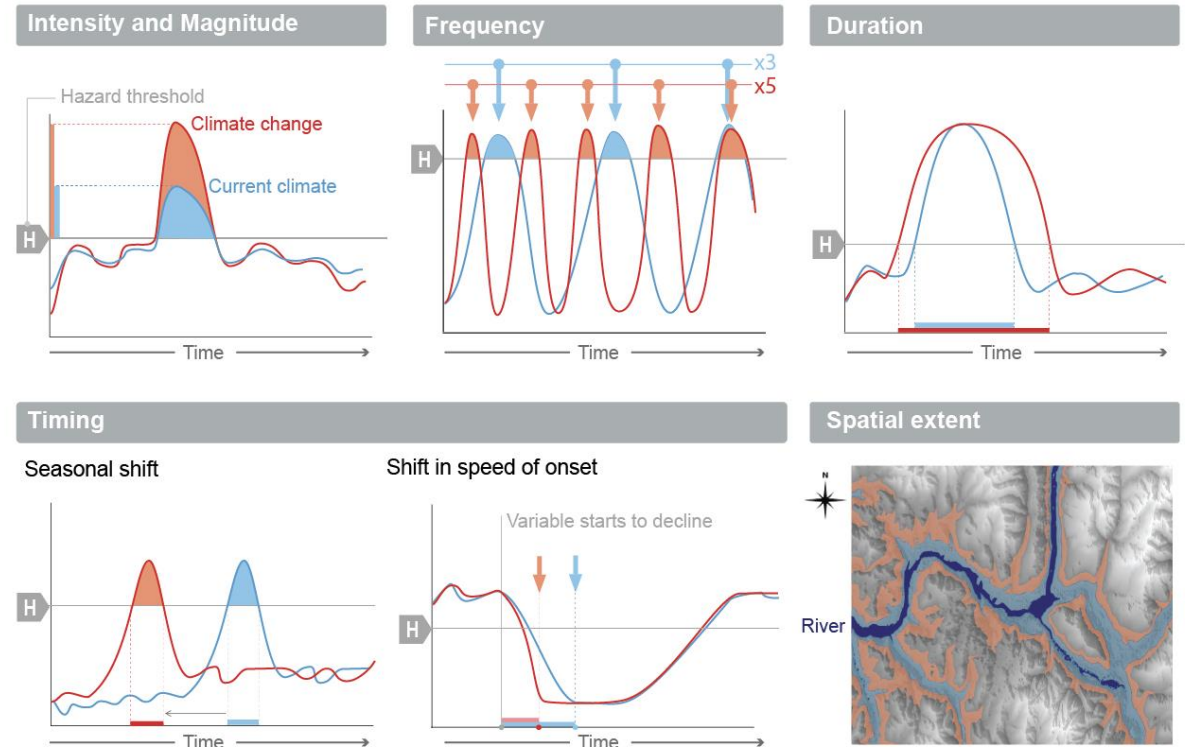 Intensity and Magnitude
Hazard threshold
Climate change
Current climate
H
Time
Frequency
x3
x5
H
Time
Duration
H
Time
Timing
Seasonal shift
H
Time
Shift in speed of onset
Variable starts to decline
H
Time
Spatial extent
N
River